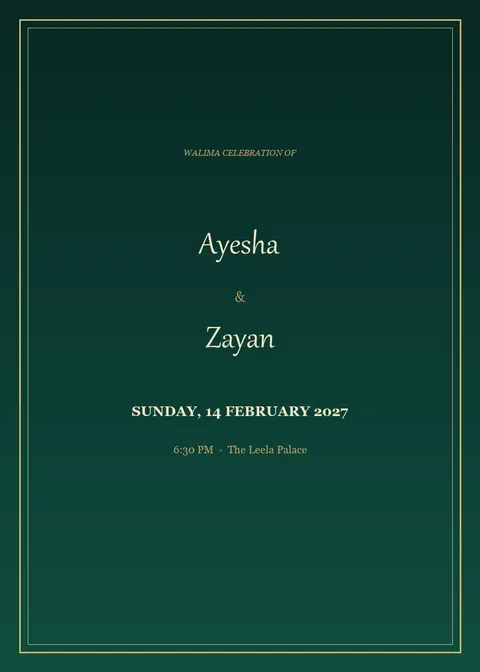 WALIMA CELEBRATION OF
Ayesha
&
Zayan
SUNDAY, 14 FEBRUARY 2027
6:30 PM · The Leela Palace